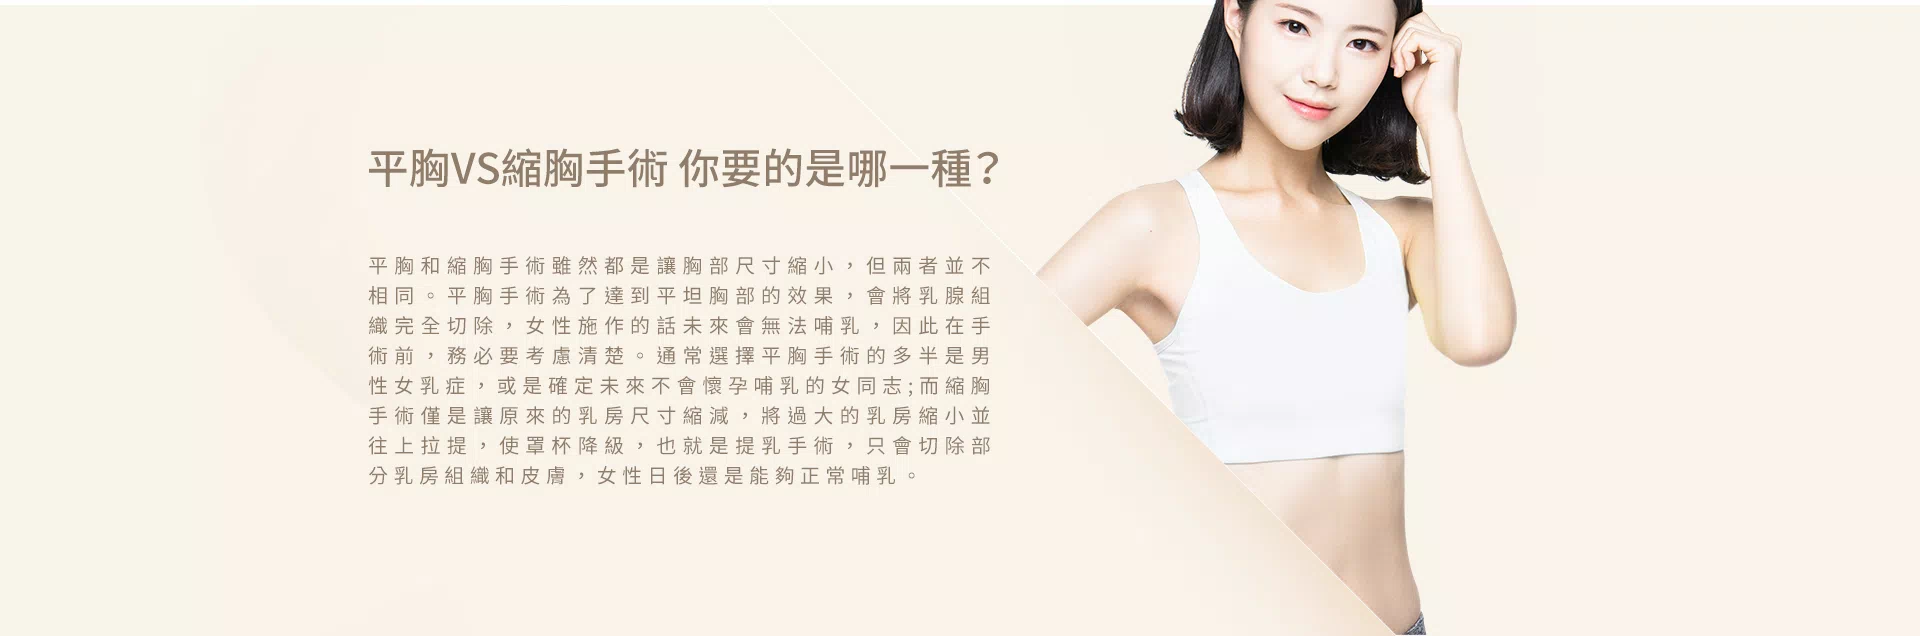 平胸VS縮胸手術 你要的是哪一種？
平胸和縮胸手術雖然都是讓胸部尺寸縮小，但兩者並不
相同。平胸手術為了達到平坦胸部的效果，會將乳腺組
織完全切除，女性施作的話未來會無法哺乳，因此在手
術前，務必要考慮清楚。通常選擇平胸手術的多半是男
性女乳症，或是確定未來不會懷孕哺乳的女同志;而縮胸
手術僅是讓原來的乳房尺寸縮減，將過大的乳房縮小並
往上拉提，使罩杯降級，也就是提乳手術，只會切除部
分乳房組織和皮膚，女性日後還是能夠正常哺乳。